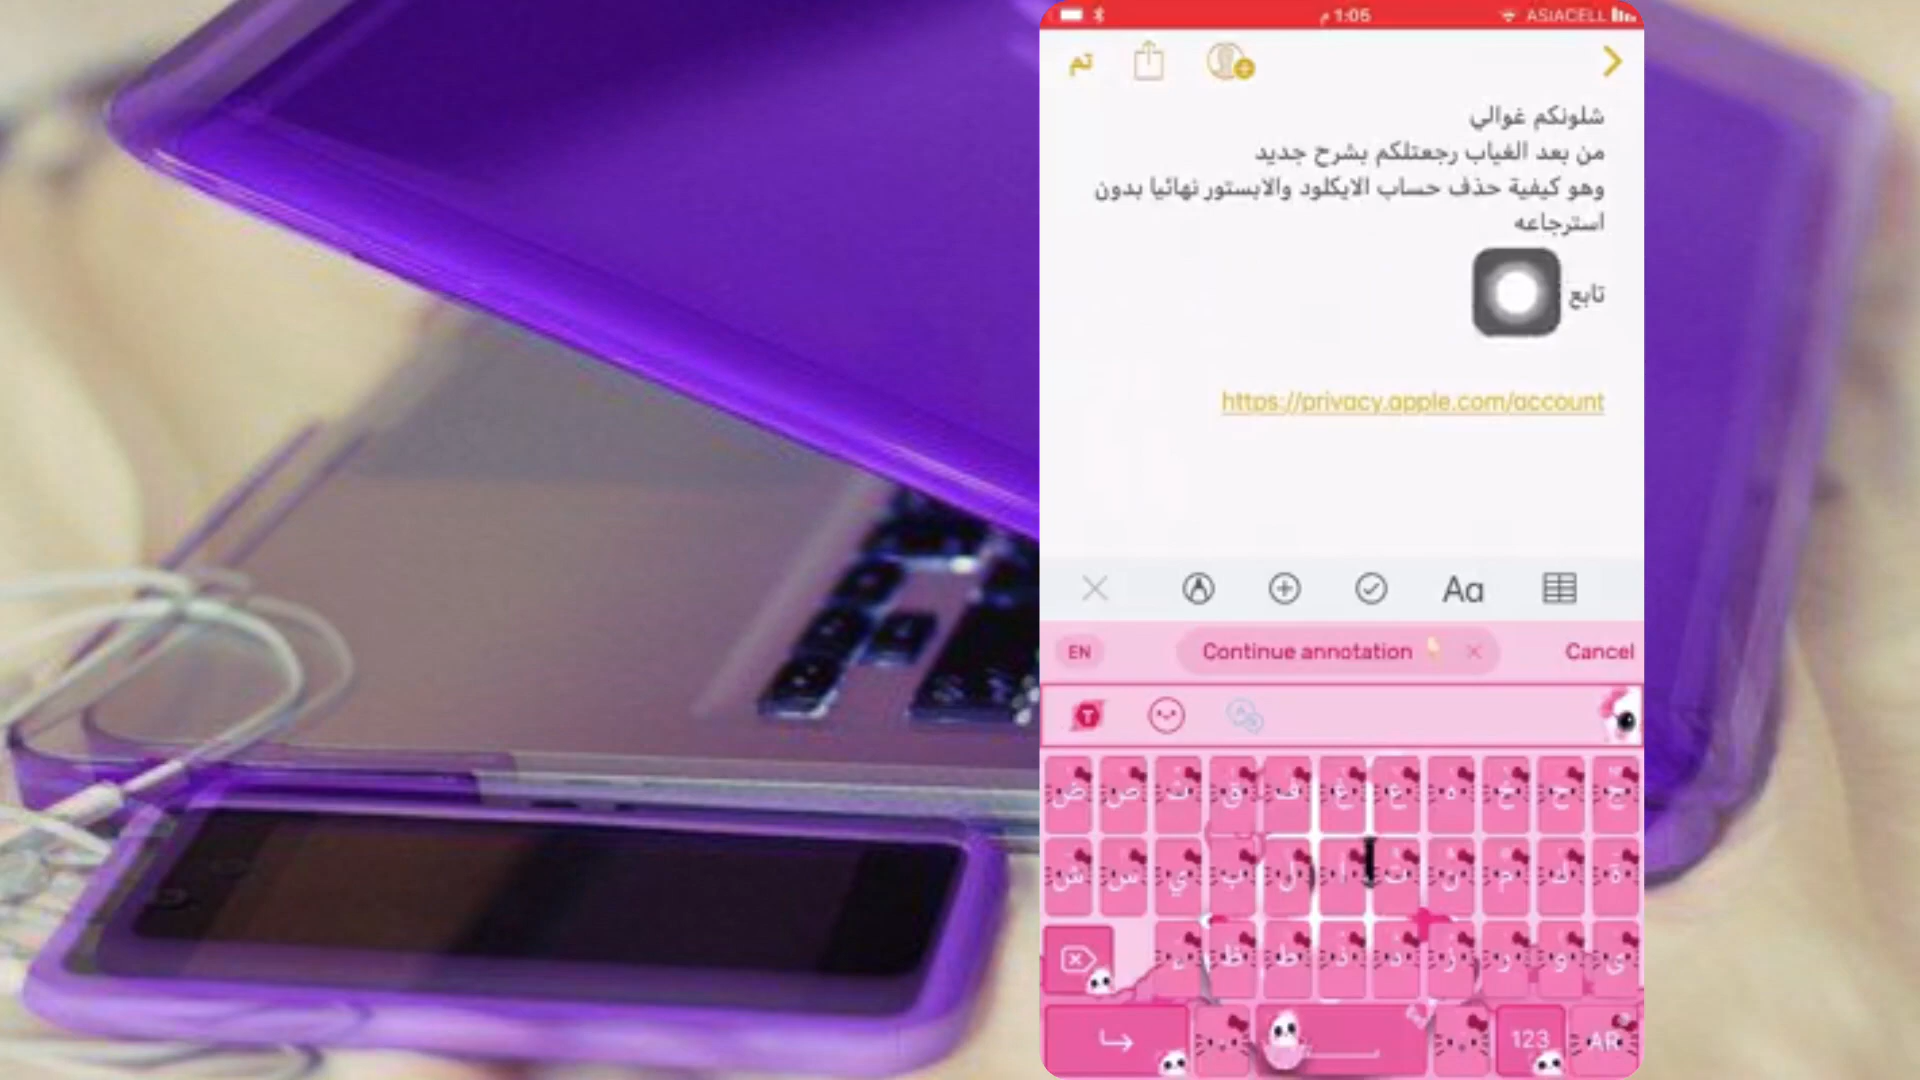 1:05 م
ASIACELL
تم
شلونكم غوالي
من بعد الغياب رجعتلكم بشرح جديد
وهو كيفية حذف حساب الايكلود والابستور نهائيا بدون
استرجاعه
تابع
https://privacy.apple.com/account
Aa
EN
Continue annotation
Cancel
ض ص ث ق ف غ ع ه خ ح ج
ش س ي ب ل ا ت ن م ك ة
ء ظ ط ذ د ز ر و ى
123
AR